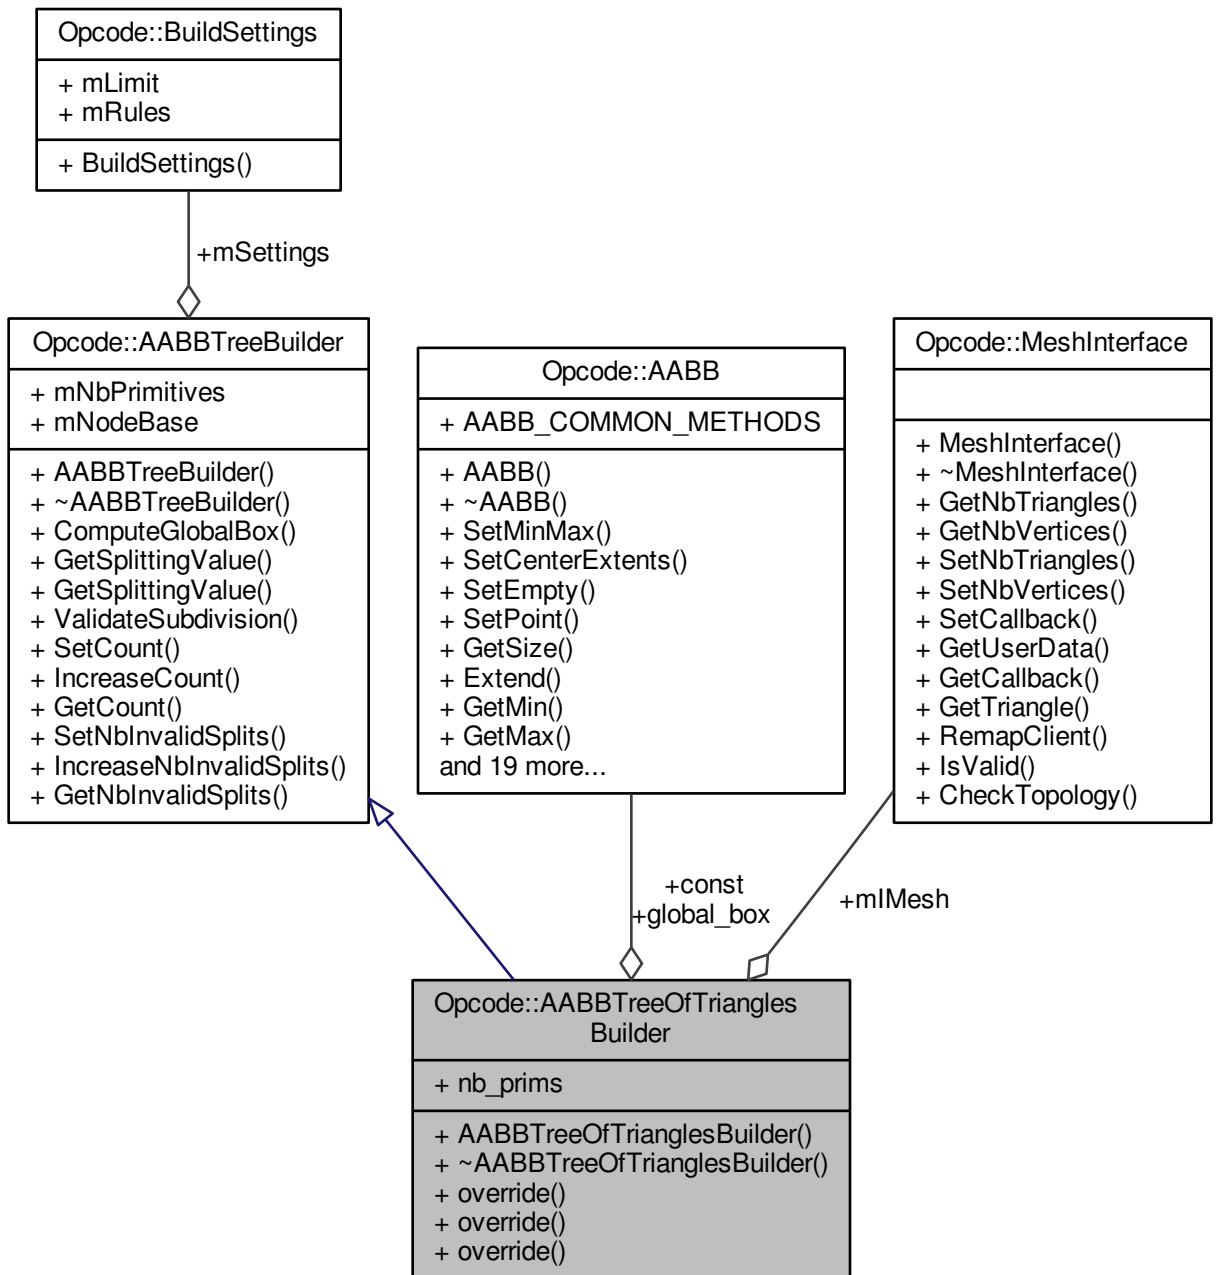 Opcode::BuildSettings
+ mLimit
+ mRules
+ BuildSettings()
+mSettings
Opcode::AABBTreeBuilder
+ mNbPrimitives
+ mNodeBase
+ AABBTreeBuilder()
+ ~AABBTreeBuilder()
+ ComputeGlobalBox()
+ GetSplittingValue()
+ GetSplittingValue()
+ ValidateSubdivision()
+ SetCount()
+ IncreaseCount()
+ GetCount()
+ SetNbInvalidSplits()
+ IncreaseNbInvalidSplits()
+ GetNbInvalidSplits()
Opcode::AABB
+ AABB_COMMON_METHODS
+ AABB()
+ ~AABB()
+ SetMinMax()
+ SetCenterExtents()
+ SetEmpty()
+ SetPoint()
+ GetSize()
+ Extend()
+ GetMin()
+ GetMax()
and 19 more...
Opcode::MeshInterface
+ MeshInterface()
+ ~MeshInterface()
+ GetNbTriangles()
+ GetNbVertices()
+ SetNbTriangles()
+ SetNbVertices()
+ SetCallback()
+ GetUserData()
+ GetCallback()
+ GetTriangle()
+ RemapClient()
+ IsValid()
+ CheckTopology()
+const
+global_box
+mIMesh
Opcode::AABBTreeOfTriangles
Builder
+ nb_prims
+ AABBTreeOfTrianglesBuilder()
+ ~AABBTreeOfTrianglesBuilder()
+ override()
+ override()
+ override()